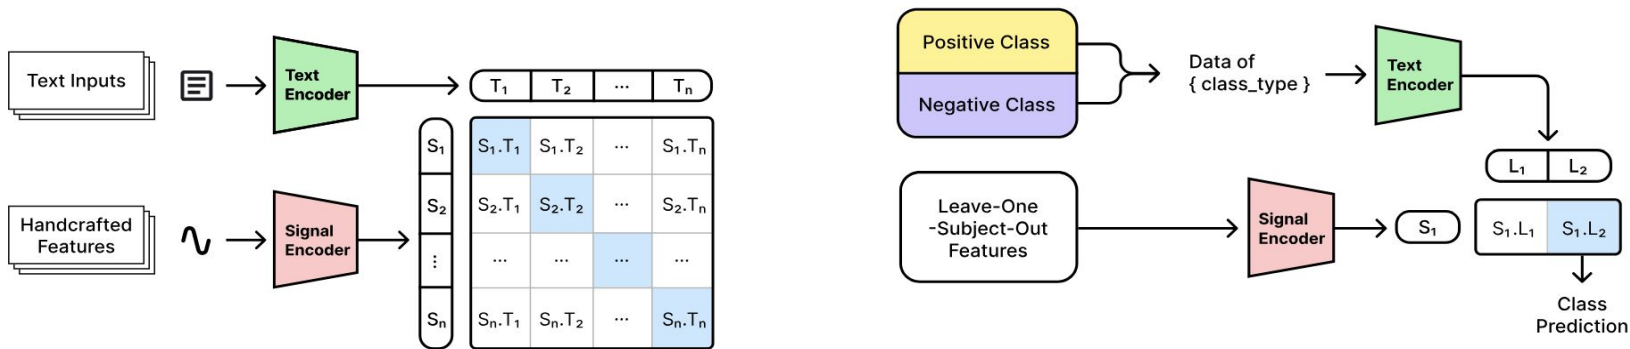 Text Inputs
Text
Encoder
T₁ T₂ ... Tₙ
S₁
S₂
⋮
Sₙ
S₁.T₁ S₁.T₂ ... S₁.Tₙ
S₂.T₁ S₂.T₂ ... S₂.Tₙ
... ... ... ...
Sₙ.T₁ Sₙ.T₂ ... Sₙ.Tₙ
Handcrafted
Features
Signal
Encoder
Positive Class
Negative Class
Data of
{ class_type }
Text
Encoder
L₁ L₂
Leave-One
-Subject-Out
Features
Signal
Encoder
S₁
S₁.L₁ S₁.L₂
Class
Prediction